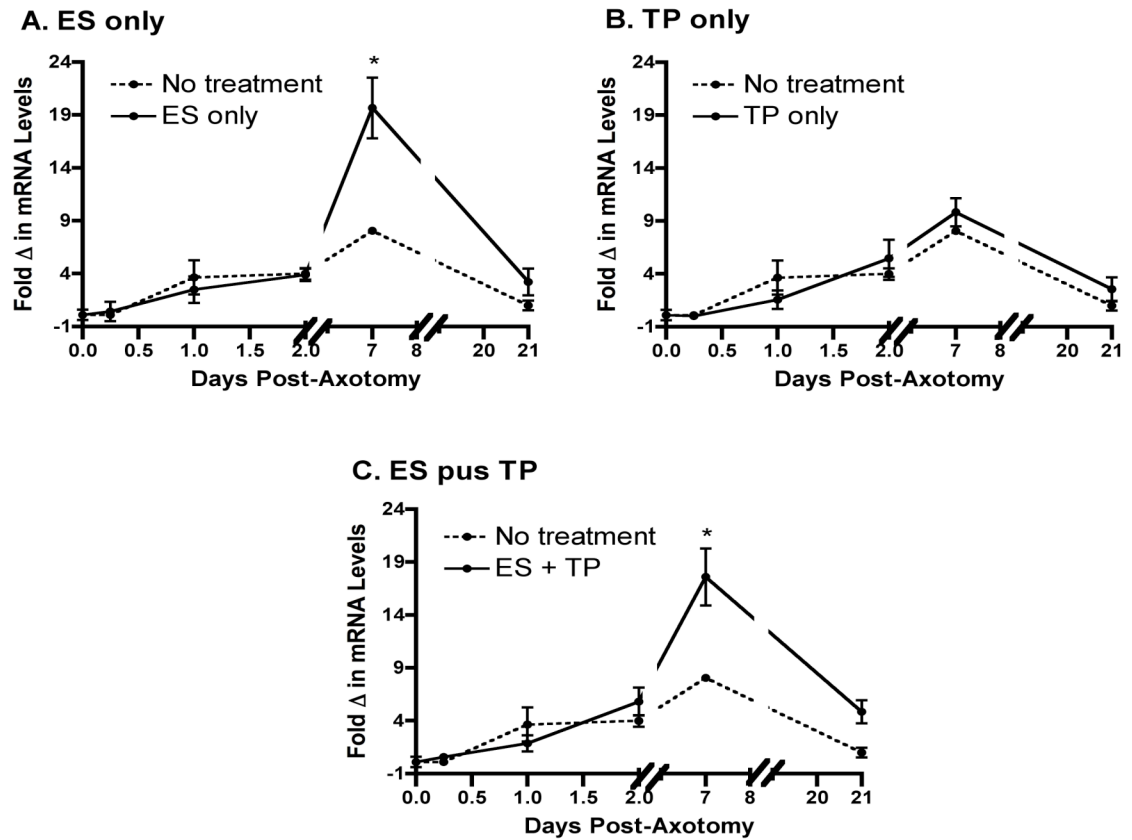 A. ES only
24
19
14
9
4
-1
Fold Δ in mRNA Levels
No treatment
ES only
*
0.0 0.5 1.0 1.5 2.0 7 8 20 21
Days Post-Axotomy
B. TP only
24
19
14
9
4
-1
Fold Δ in mRNA Levels
No treatment
TP only
0.0 0.5 1.0 1.5 2.0 7 8 20 21
Days Post-Axotomy
C. ES pus TP
24
19
14
9
4
-1
Fold Δ in mRNA Levels
No treatment
ES + TP
*
0.0 0.5 1.0 1.5 2.0 7 8 20 21
Days Post-Axotomy